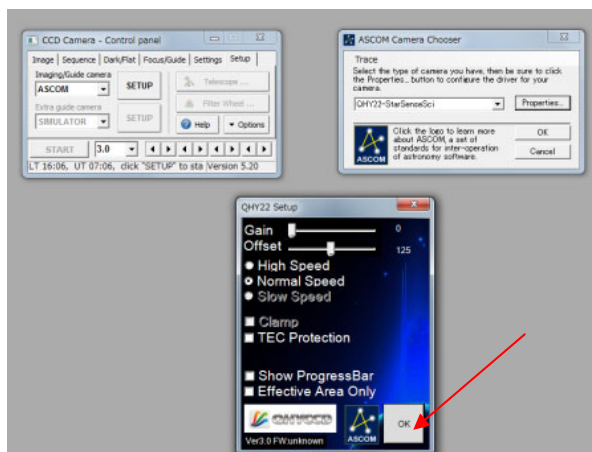 CCD Camera - Control panel
Image Sequence Dark/Flat Focus/Guide Settings Setup
Imaging/Guide camera
ASCOM
SETUP
Telescope ...
Extra guide camera
SIMULATOR
SETUP
Filter Wheel ...
Help
Options
START
3.0
LT 16:06, UT 07:06, click "SETUP" to sta Version 5.20
ASCOM Camera Chooser
Trace
Select the type of camera you have, then be sure to click
the Properties... button to configure the driver for your
camera.
QHY22-StarSenseSci
Properties...
Click the logo to learn more
about ASCOM, a set of
standards for inter-operation
of astronomy software.
ASCOM
OK
Cancel
QHY22 Setup
Gain 0
Offset 125
High Speed
Normal Speed
Slow Speed
Clamp
TEC Protection
Show ProgressBar
Effective Area Only
QHYCCD
Ver3.0 FW:unknown
ASCOM
OK